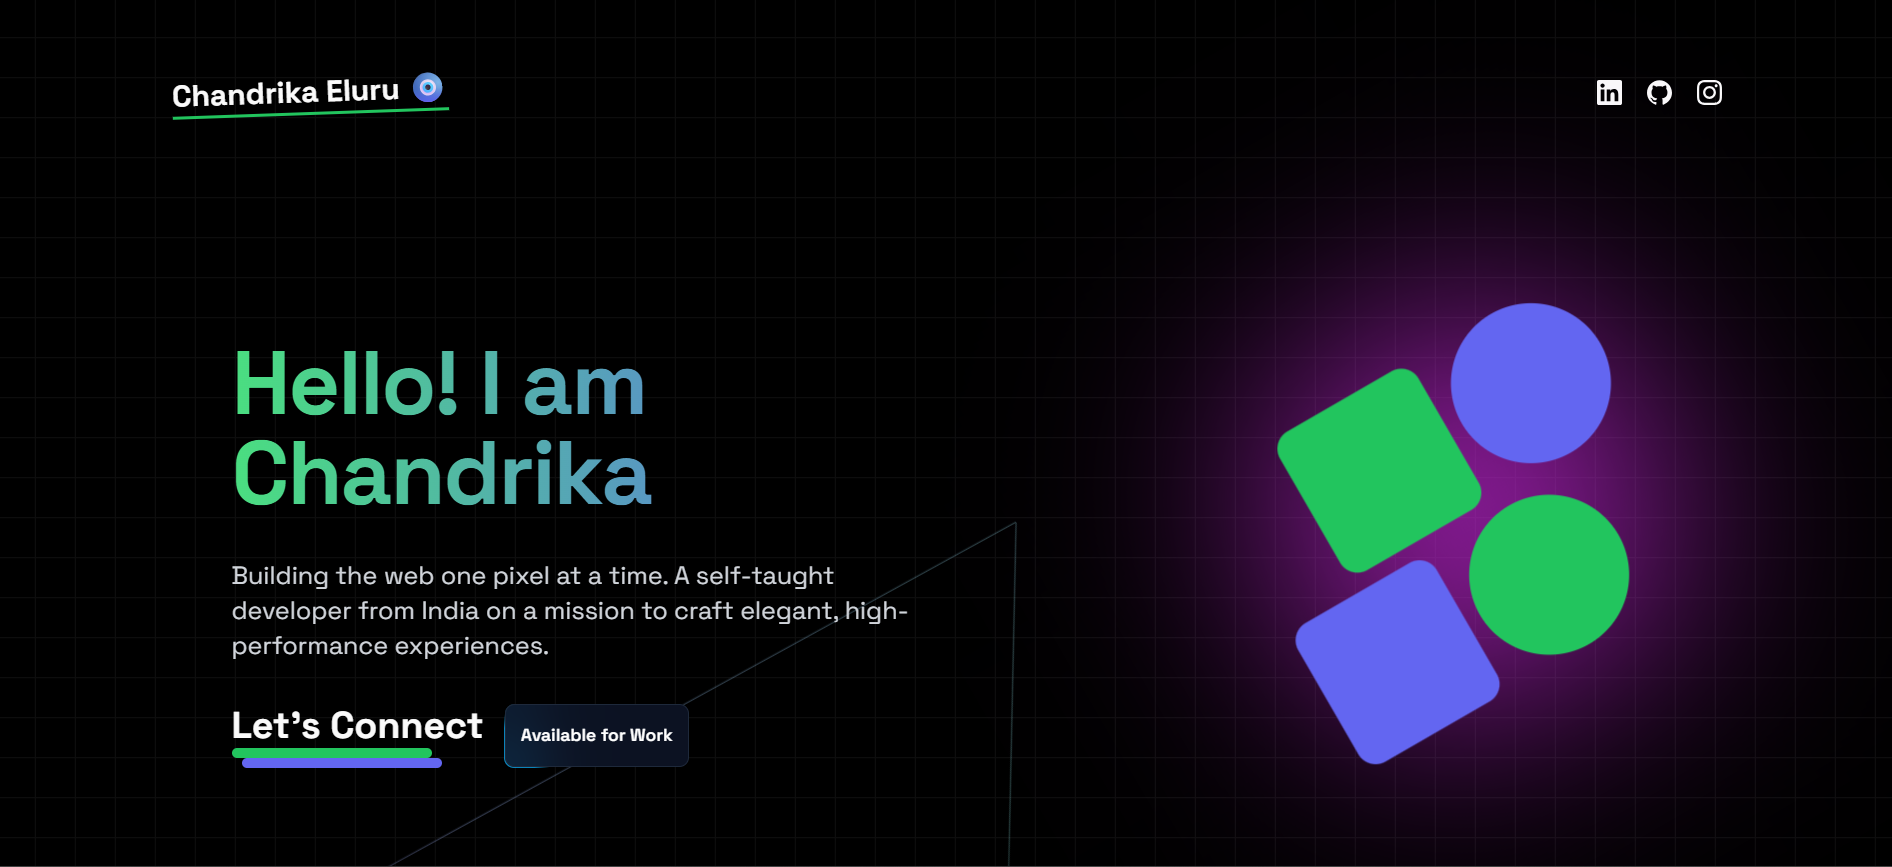 Chandrika Eluru
Hello! I am
Chandrika
Building the web one pixel at a time. A self-taught
developer from India on a mission to craft elegant, high-
performance experiences.
Let's Connect
Available for Work